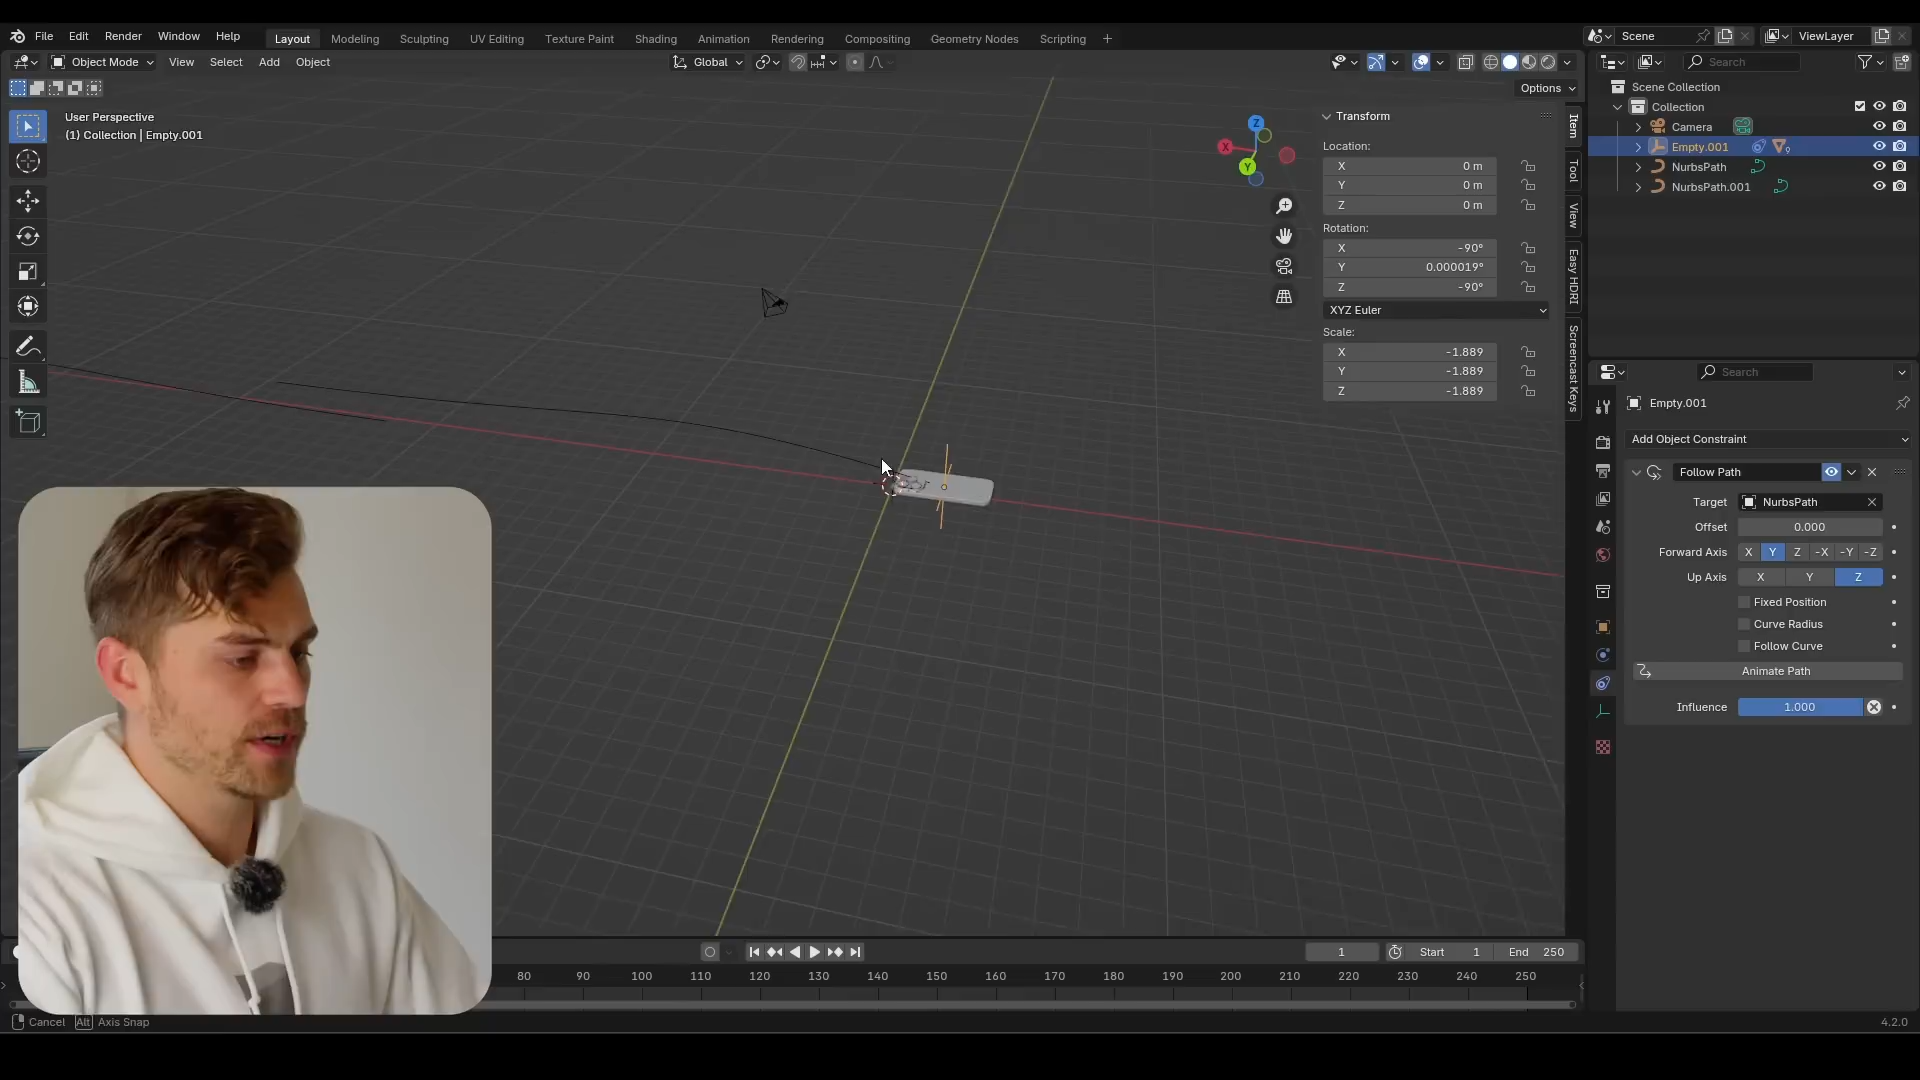 File Edit Render Window Help
Layout Modeling Sculpting UV Editing Texture Paint Shading Animation Rendering Compositing Geometry Nodes Scripting +
Scene
ViewLayer
Object Mode View Select Add Object
Global
Search
Options
User Perspective
(1) Collection | Empty.001
Z
X
Y
Transform
Location:
X 0 m
Y 0 m
Z 0 m
Rotation:
X -90°
Y 0.000019°
Z -90°
XYZ Euler
Scale:
X -1.889
Y -1.889
Z -1.889
Item
Tool
View
Easy HDRI
Screencast Keys
Scene Collection
Collection
Camera
Empty.001
NurbsPath
NurbsPath.001
Search
Empty.001
Add Object Constraint
Follow Path
Target NurbsPath
Offset 0.000
Forward Axis X Y Z -X -Y -Z
Up Axis X Y Z
Fixed Position
Curve Radius
Follow Curve
Animate Path
Influence 1.000
1 Start 1 End 250
80 90 100 110 120 130 140 150 160 170 180 190 200 210 220 230 240 250
Cancel Alt Axis Snap
4.2.0